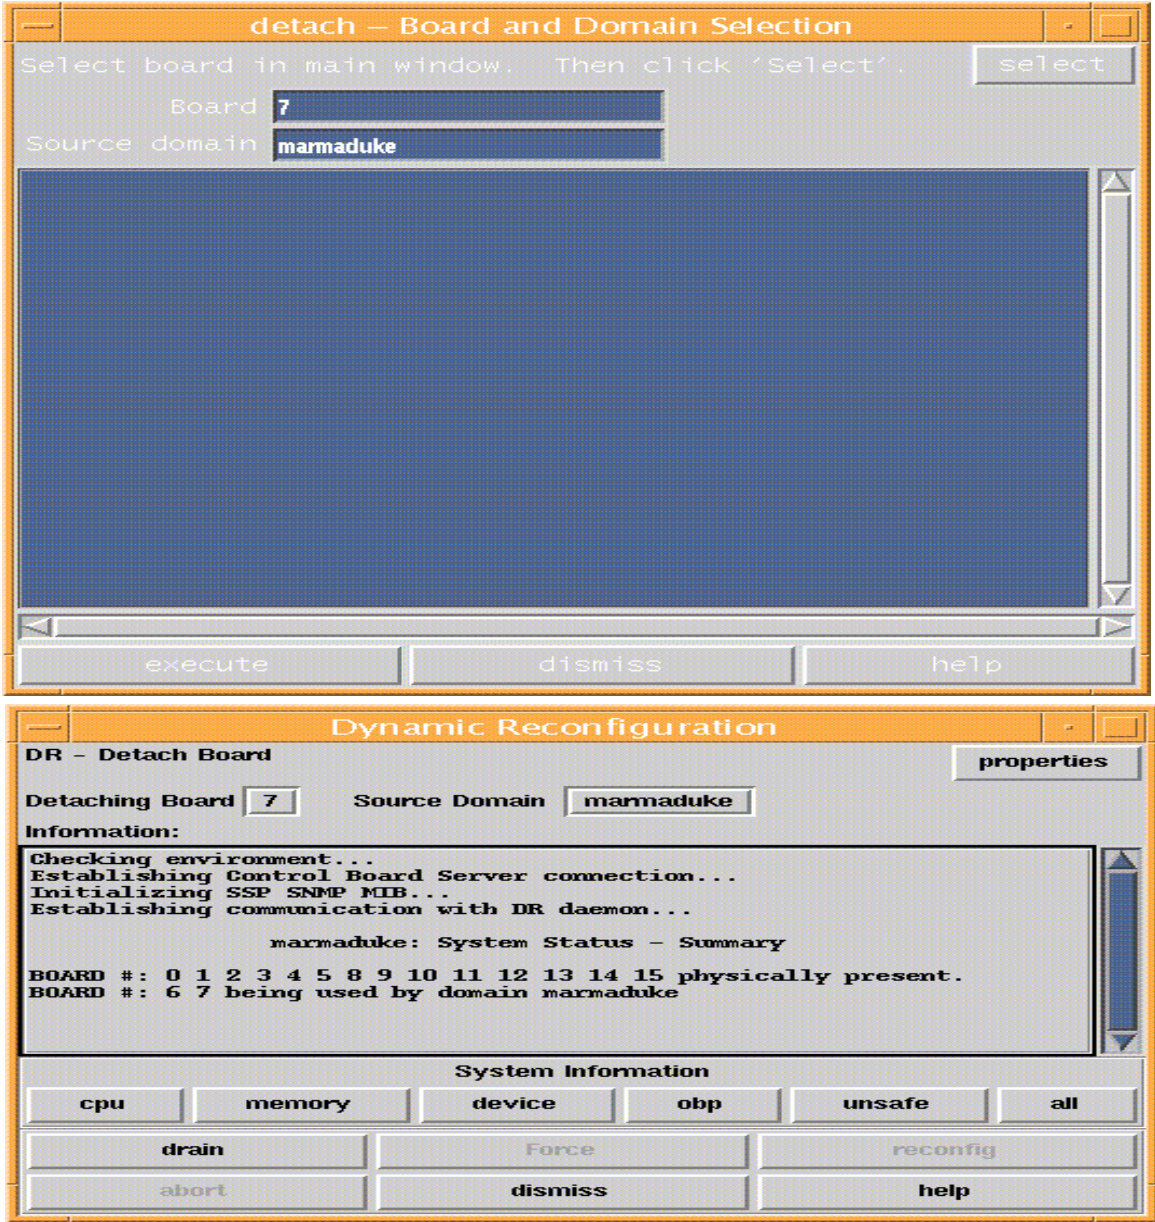 detach – Board and Domain Selection
Select board in main window. Then click 'Select'. select
Board 7
Source domain marmaduke
execute dismiss help
Dynamic Reconfiguration
DR - Detach Board properties
Detaching Board 7 Source Domain marmaduke
Information:
Checking environment...
Establishing Control Board Server connection...
Initializing SSP SNMP MIB...
Establishing communication with DR daemon...
marmaduke: System Status - Summary
BOARD #: 0 1 2 3 4 5 8 9 10 11 12 13 14 15 physically present.
BOARD #: 6 7 being used by domain marmaduke
System Information
cpu memory device obp unsafe all
drain Force reconfig
abort dismiss help